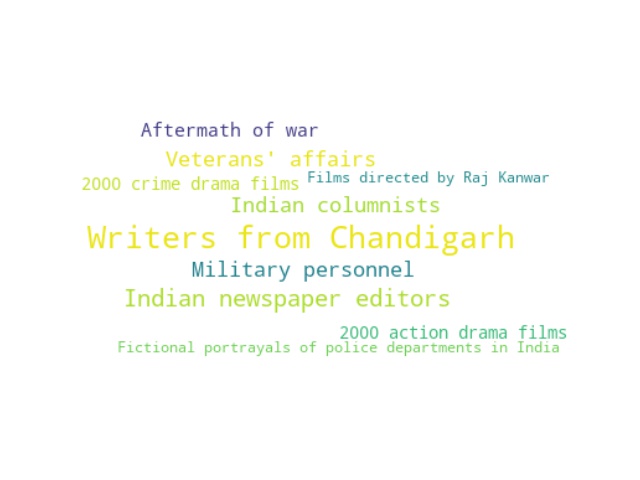 Aftermath of war
Veterans' affairs
2000 crime drama films
Films directed by Raj Kanwar
Indian columnists
Writers from Chandigarh
Military personnel
Indian newspaper editors
2000 action drama films
Fictional portrayals of police departments in India